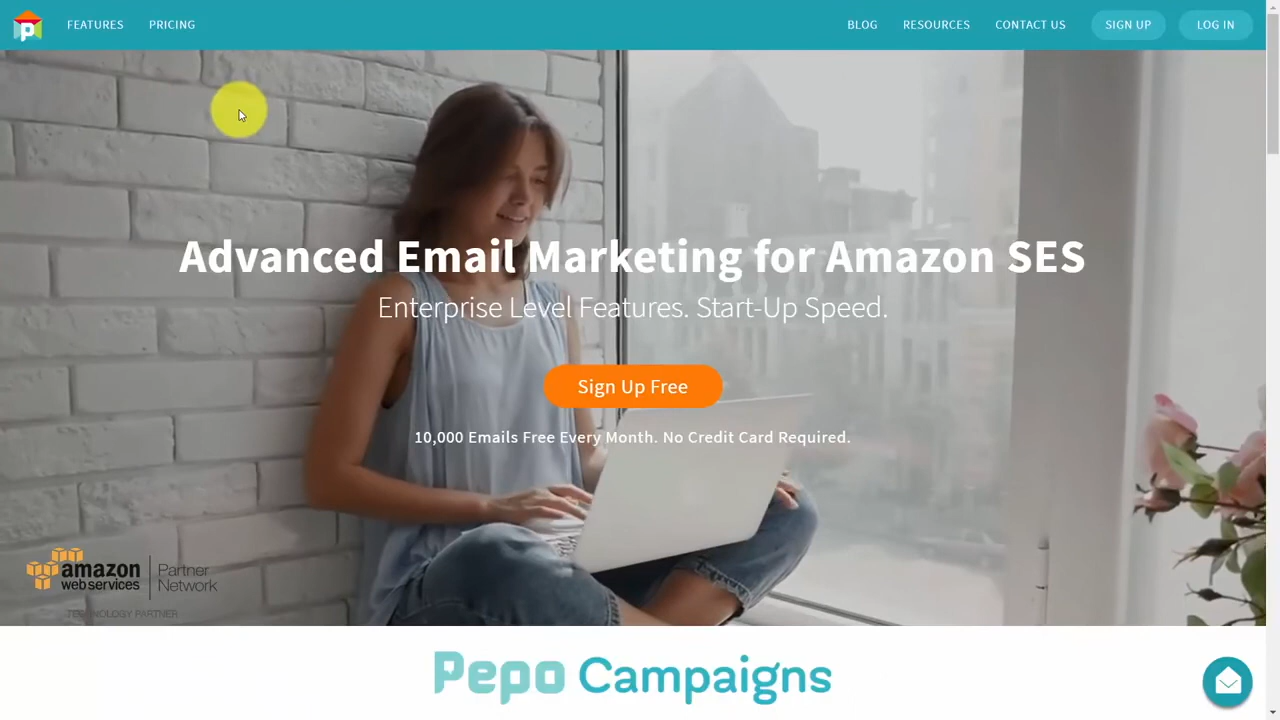 p
FEATURES
PRICING
BLOG
RESOURCES
CONTACT US
SIGN UP
LOG IN
Advanced Email Marketing for Amazon SES
Enterprise Level Features. Start-Up Speed.
Sign Up Free
10,000 Emails Free Every Month. No Credit Card Required.
amazon
web services
Partner
Network
TECHNOLOGY PARTNER
Pepo Campaigns